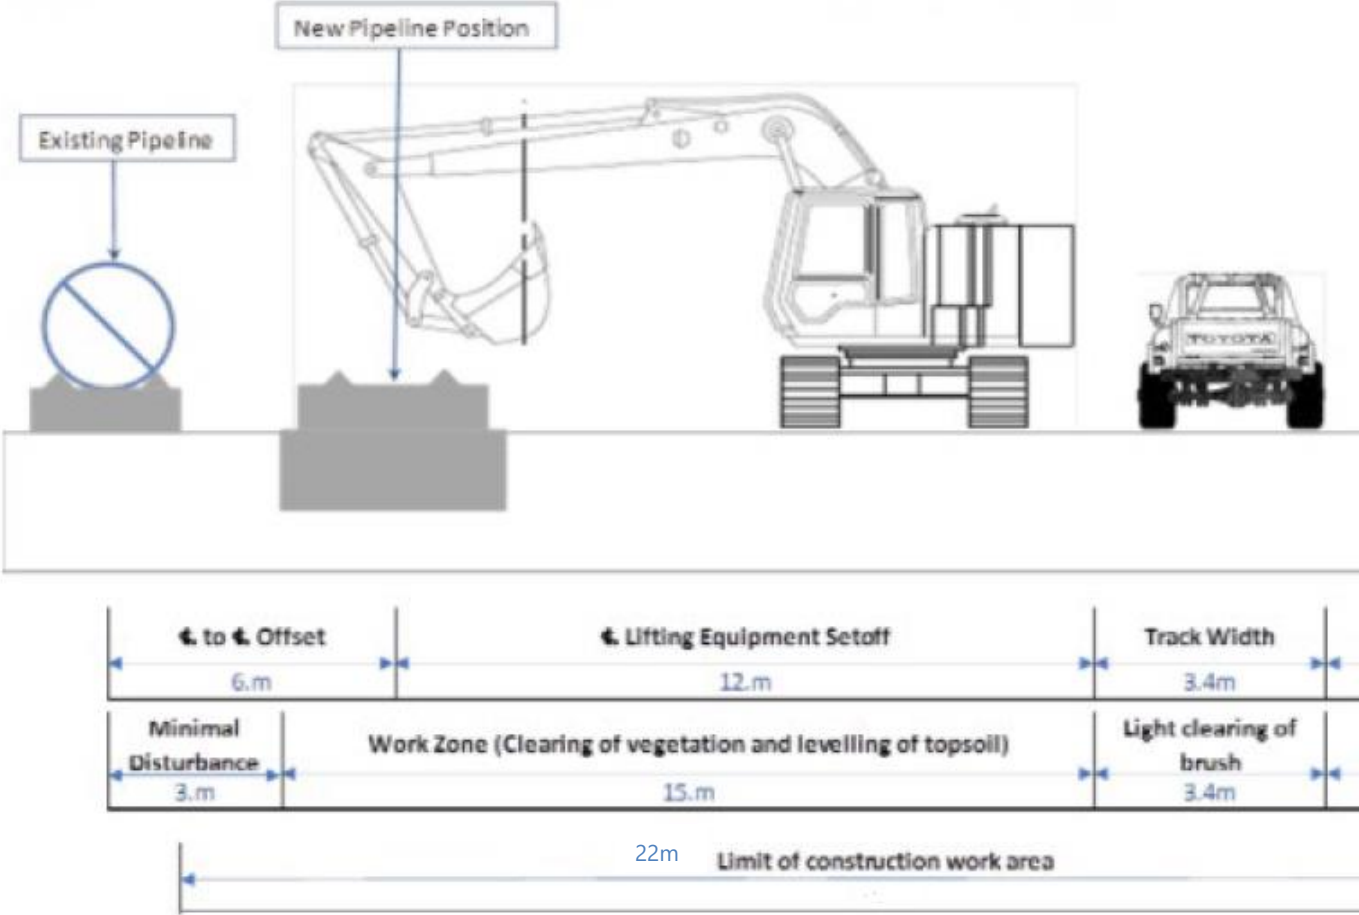 New Pipeline Position
Existing Pipeline
TOYOTA
℄ to ℄ Offset
℄ Lifting Equipment Setoff
Track Width
6.m
12.m
3.4m
Minimal
Disturbance
Work Zone (Clearing of vegetation and levelling of topsoil)
Light clearing of
brush
3.m
15.m
3.4m
22m
Limit of construction work area